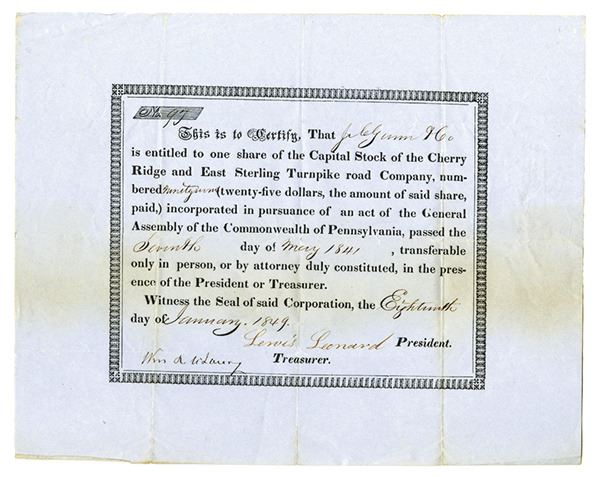 No. 97
This is to Certify, That J. C. Gunn & Co
is entitled to one share of the Capital Stock of the Cherry
Ridge and East Sterling Turnpike road Company, num-
bered (twenty-five dollars, the amount of said share,
paid,) incorporated in pursuance of an act of the General
Assembly of the Commonwealth of Pennsylvania, passed the
Seventh day of May 1841 , transferable
only in person, or by attorney duly constituted, in the pres-
ence of the President or Treasurer.
Witness the Seal of said Corporation, the Eighteenth
day of January. 1849.
Lewis Leonard President.
Wm R Treasurer.